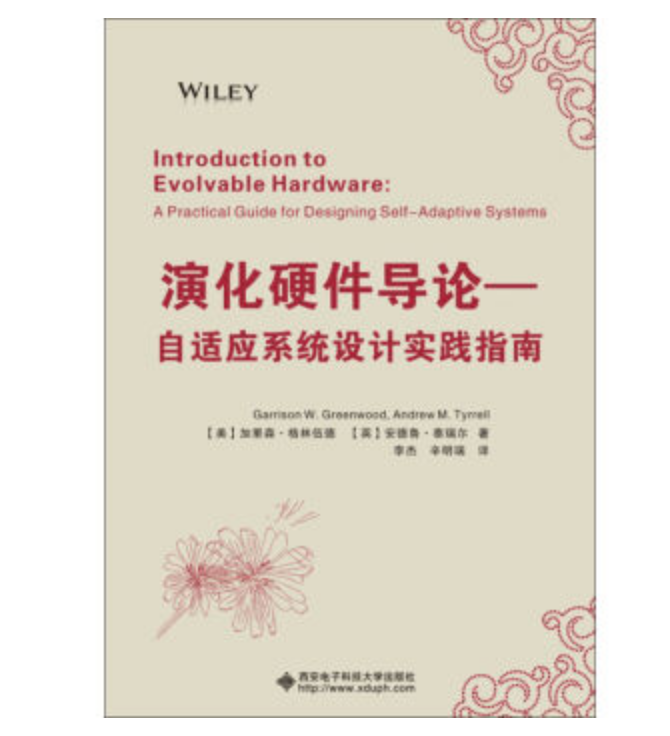 WILEY
Introduction to
Evolvable Hardware:
A Practical Guide for Designing Self-Adaptive Systems
演化硬件导论—
自适应系统设计实践指南
Garrison W. Greenwood, Andrew M. Tyrrell
【美】加里森·格林伍德 【英】安德鲁·泰瑞尔 著
李杰 辛明瑞 译
西安电子科技大学出版社
http://www.xduph.com